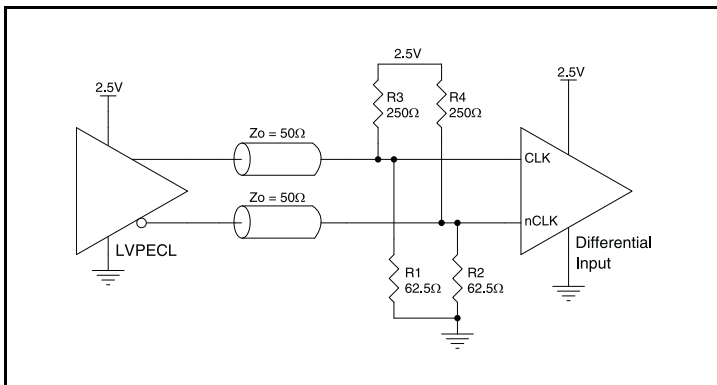 2.5V
2.5V
2.5V
R3
250Ω
R4
250Ω
Zo = 50Ω
CLK
Zo = 50Ω
nCLK
LVPECL
Differential
Input
R1
62.5Ω
R2
62.5Ω